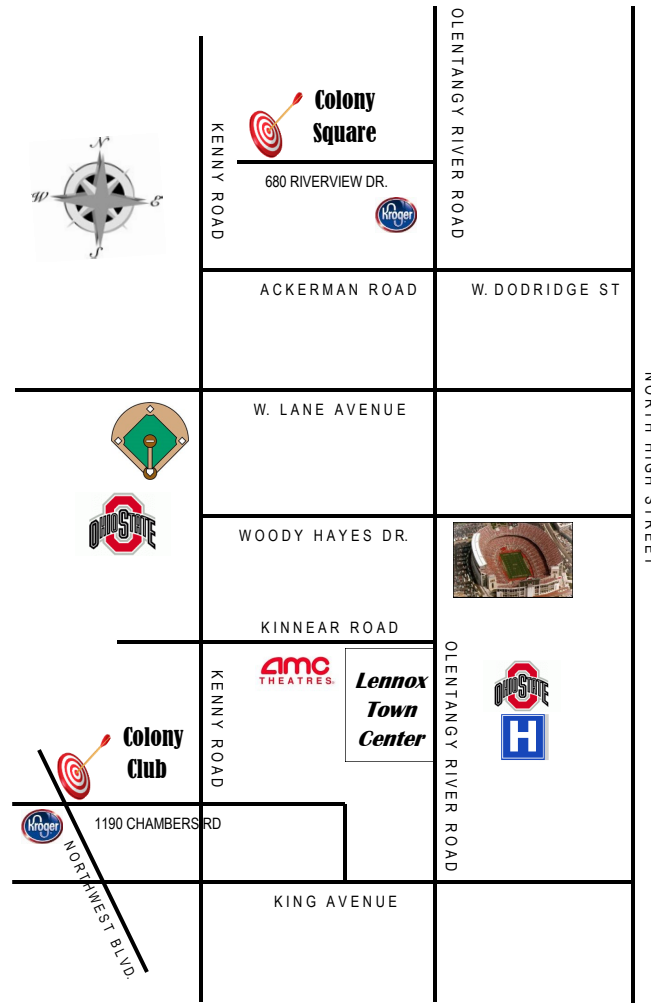 OLENTANGY RIVER ROAD
Colony
Square
KENNY ROAD
N
W
E
S
680 RIVERVIEW DR.
Kroger
ACKERMAN ROAD
W. DODRIDGE ST
NORTH HIGH STREET
W. LANE AVENUE
OHIO STATE
WOODY HAYES DR.
KINNEAR ROAD
amc
THEATRES
Lennox
Town
Center
OLENTANGY RIVER ROAD
OHIO STATE
H
KENNY ROAD
Colony
Club
Kroger
1190 CHAMBERS RD
NORTHWEST BLVD.
KING AVENUE